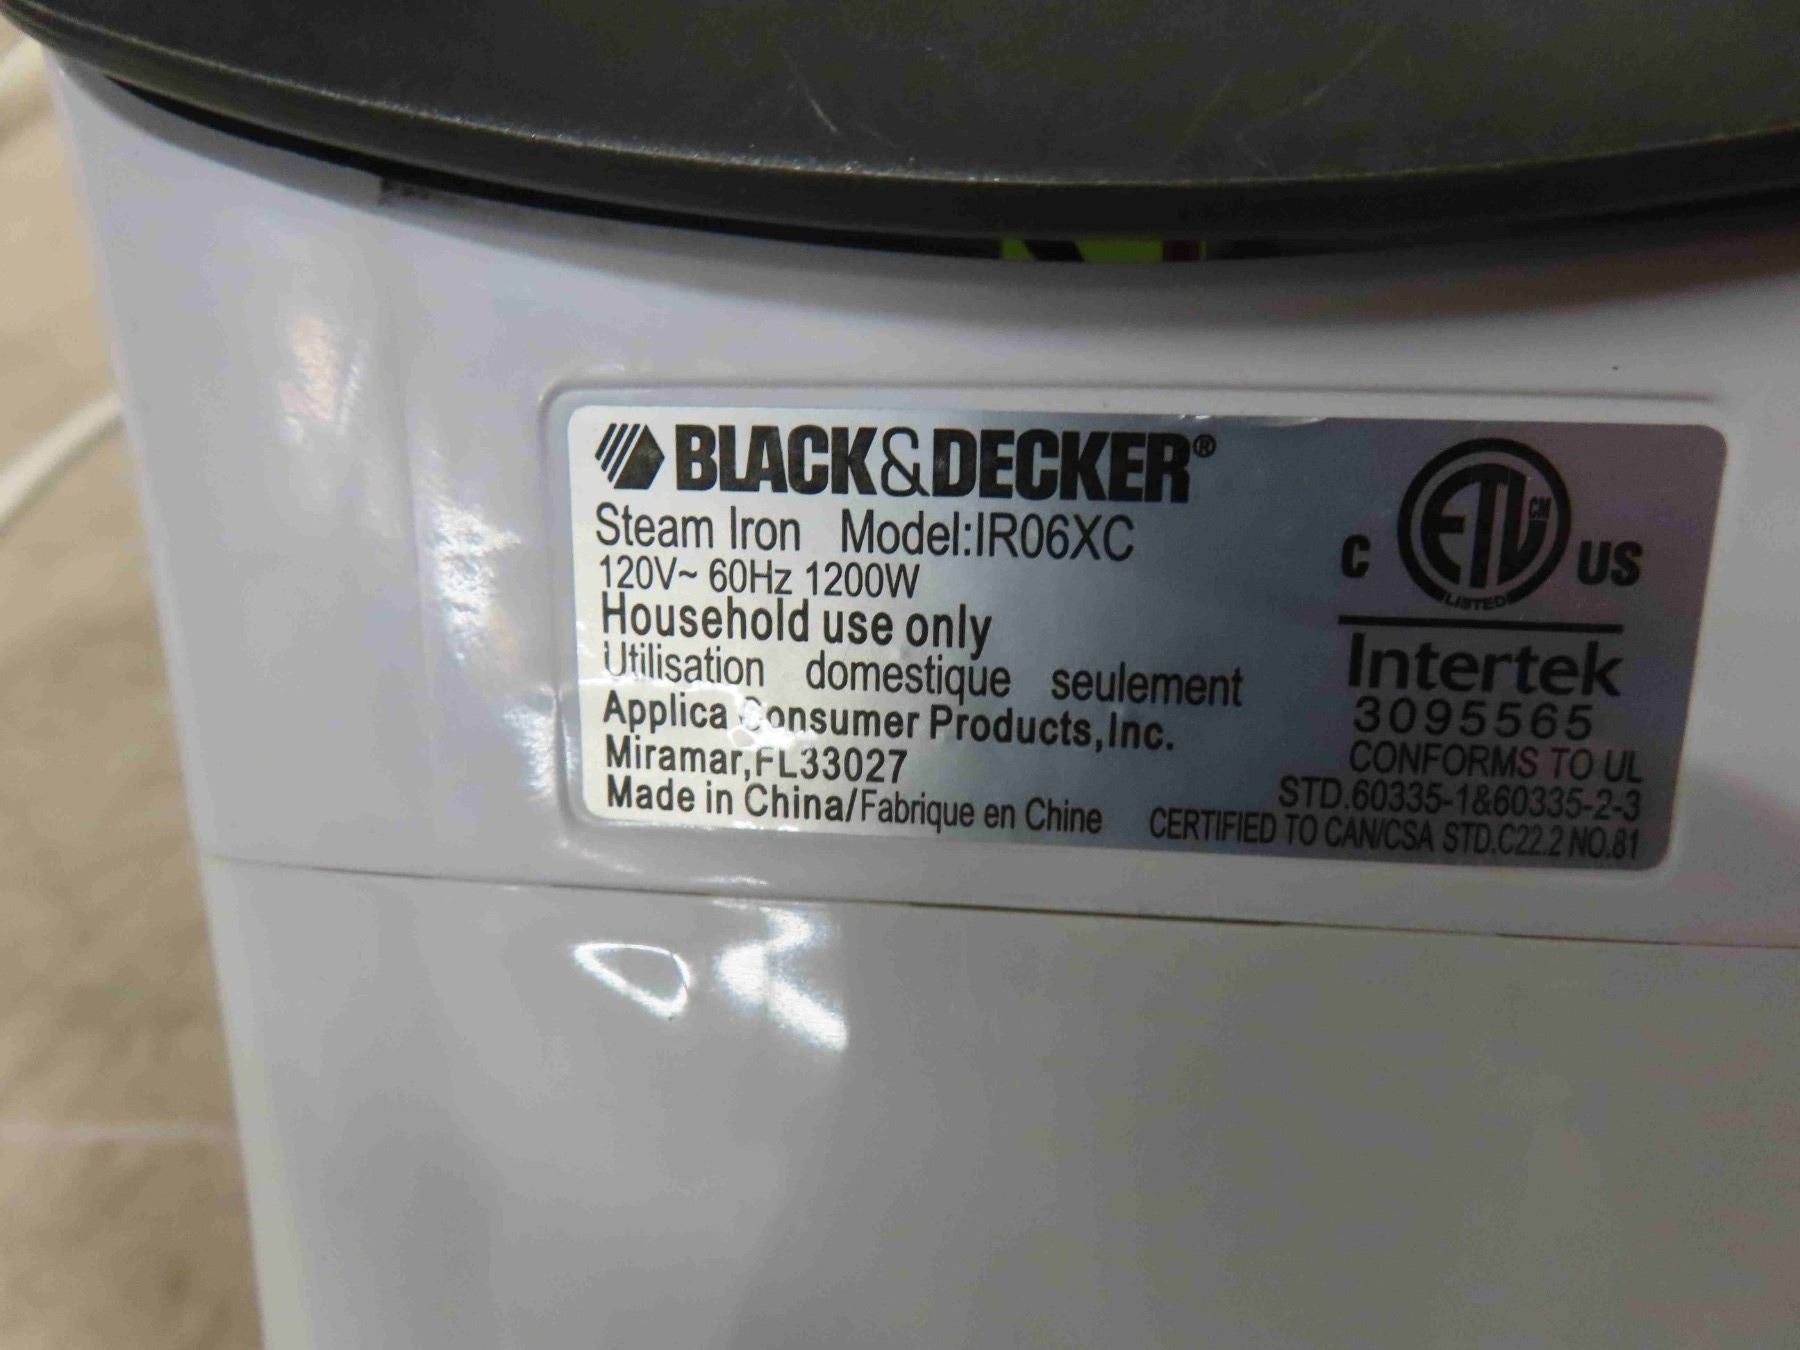 BLACK&DECKER®
Steam Iron Model:IR06XC
120V~ 60Hz 1200W
Household use only
Utilisation domestique seulement
Applica Consumer Products,Inc.
Miramar,FL33027
Made in China/Fabrique en Chine
C ETL CM US
LISTED
Intertek
3095565
CONFORMS TO UL
STD.60335-1&60335-2-3
CERTIFIED TO CAN/CSA STD.C22.2 NO.81